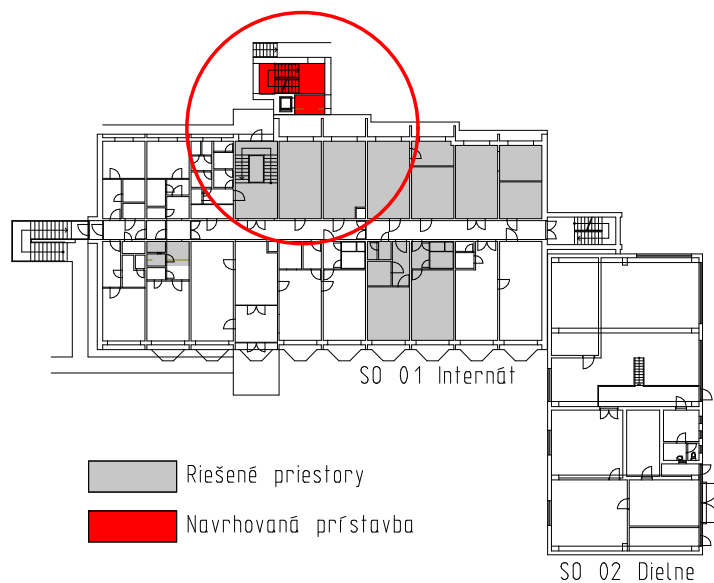 SO 01 Internát
Riešené priestory
Navrhovaná prístavba
SO 02 Dielne